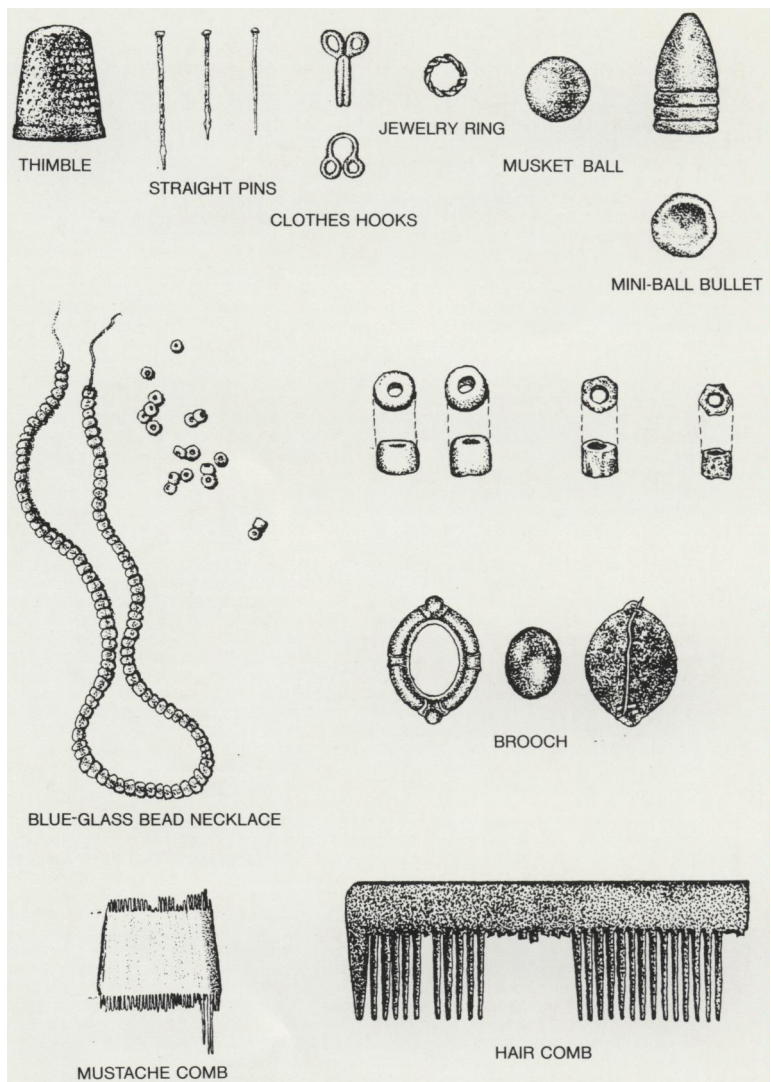 THIMBLE
STRAIGHT PINS
CLOTHES HOOKS
JEWELRY RING
MUSKET BALL
MINI-BALL BULLET
BLUE-GLASS BEAD NECKLACE
BROOCH
MUSTACHE COMB
HAIR COMB